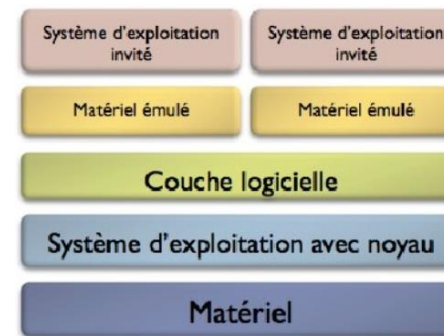 Système d'exploitation
invité
Système d'exploitation
invité
Matériel émulé
Matériel émulé
Couche logicielle
Système d'exploitation avec noyau
Matériel